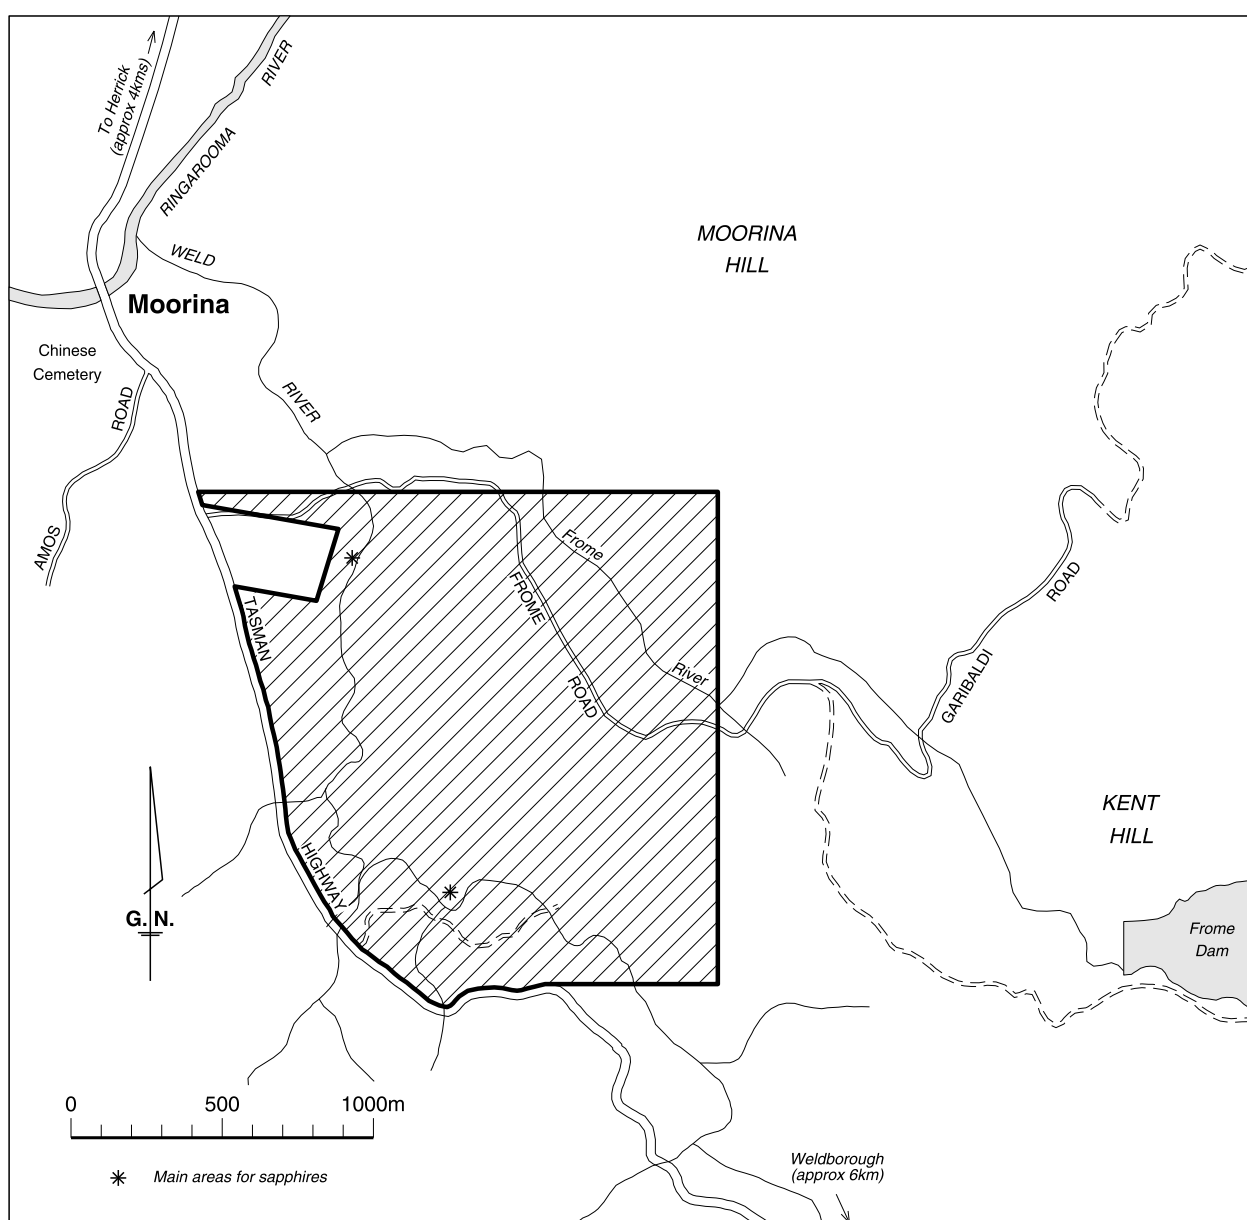 To Herrick
(approx 4kms)
RIVER
RINGAROOMA
WELD
MOORINA
HILL
Moorina
Chinese
Cemetery
ROAD
RIVER
AMOS
Frome
FROME
ROAD
TASMAN
River
ROAD
GARIBALDI
KENT
HILL
HIGHWAY
G. N.
Frome
Dam
0 500 1000m
Main areas for sapphires
Weldborough
(approx 6km)